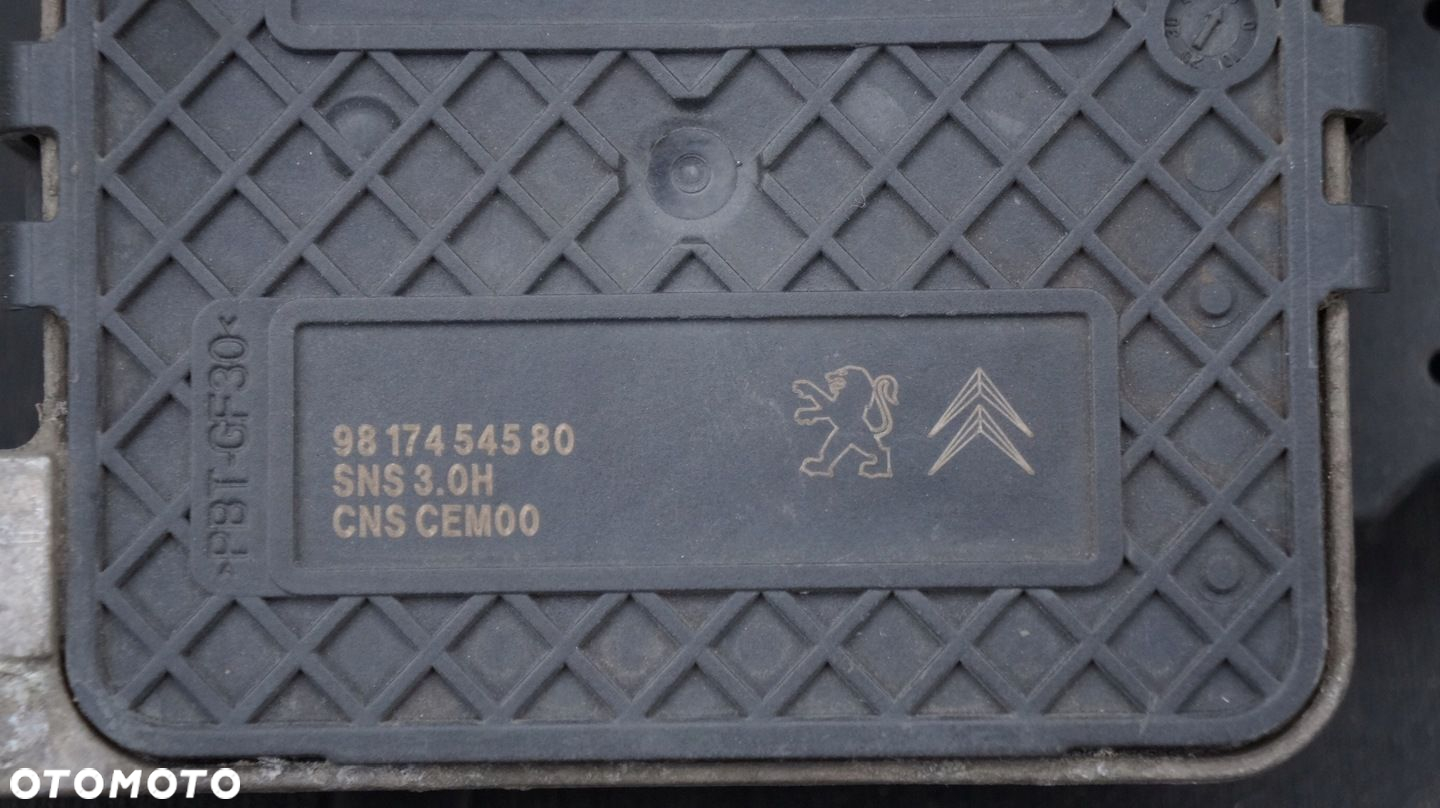 >PBT-GF30<
98 174 545 80
SNS 3.0H
CNS CEM00
OTOMOTO